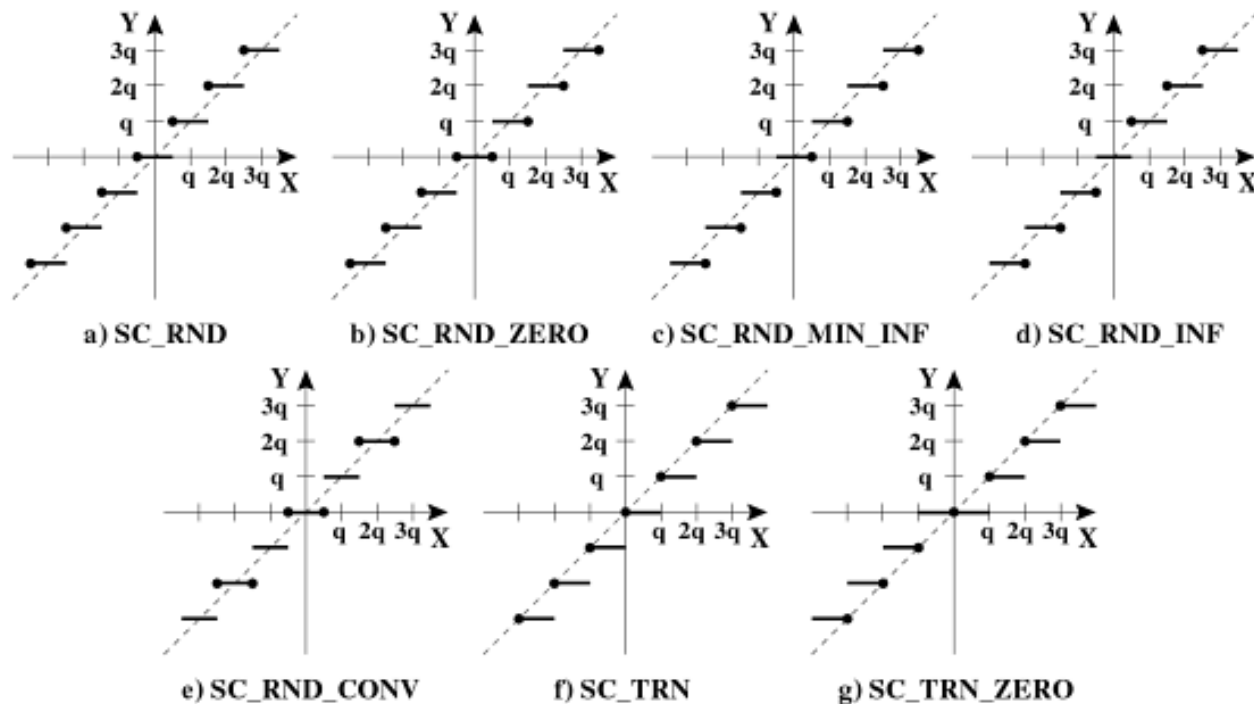 Y Y Y Y
3q 3q 3q 3q
2q 2q 2q 2q
q q q q
q 2q 3q X q 2q 3q X q 2q 3q X q 2q 3q X
a) SC_RND b) SC_RND_ZERO c) SC_RND_MIN_INF d) SC_RND_INF
Y Y Y
3q 3q 3q
2q 2q 2q
q q q
q 2q 3q X q 2q 3q X q 2q 3q X
e) SC_RND_CONV f) SC_TRN g) SC_TRN_ZERO